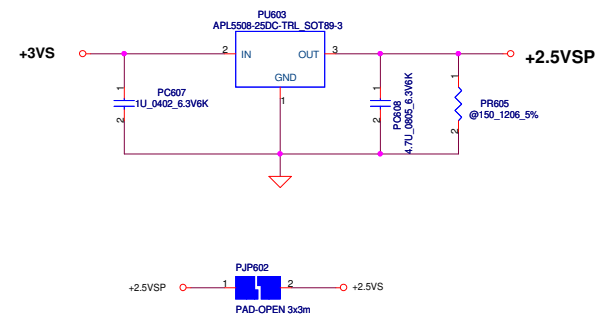 PU603
APL5508-25DC-TRL_SOT89-3
+3VS
2
IN
OUT
3
+2.5VSP
GND
1
1
PC607
1U_0402_6.3V6K
2
1
2
PC608
4.7U_0805_6.3V6K
1
PR605
@150_1206_5%
2
PJP602
+2.5VSP
1
2
+2.5VS
PAD-OPEN 3x3m